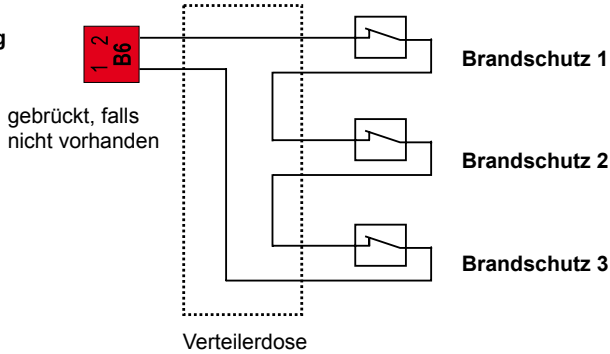 g
1 2
B6
gebrückt, falls
nicht vorhanden
Brandschutz 1
Brandschutz 2
Brandschutz 3
Verteilerdose